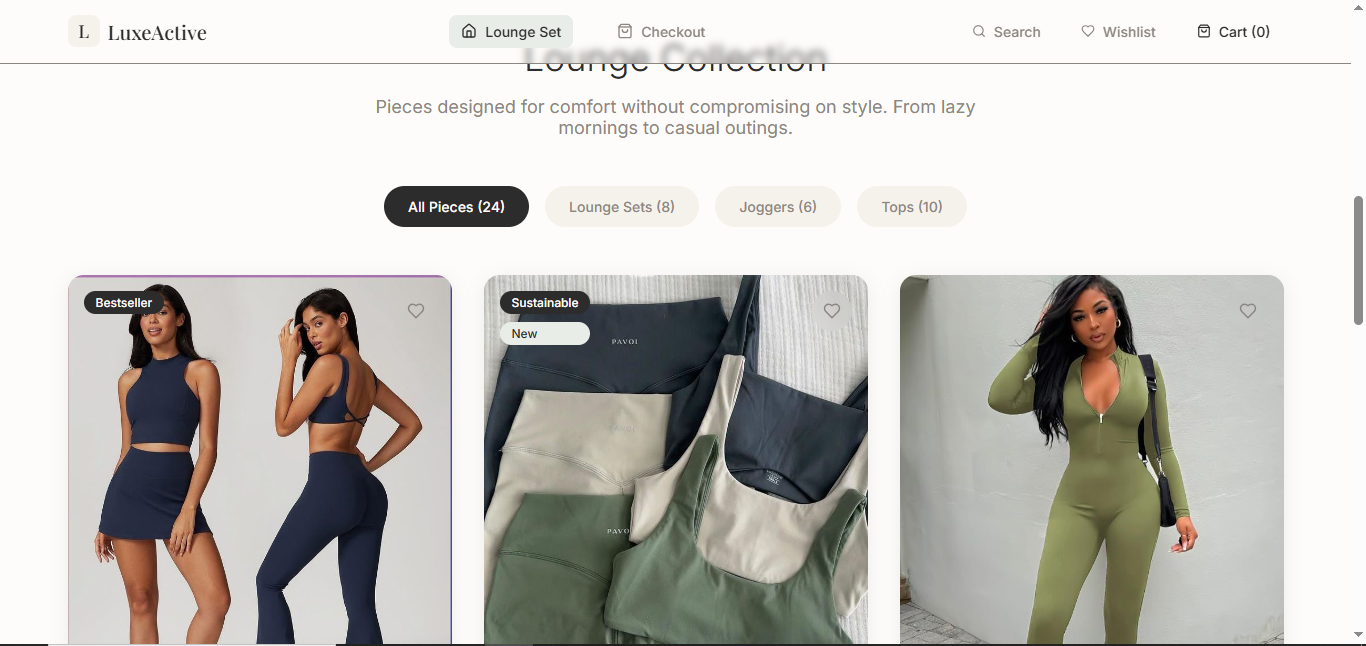 L LuxeActive Lounge Set Checkout Search Wishlist Cart (0)
Lounge Collection
Pieces designed for comfort without compromising on style. From lazy
mornings to casual outings.
All Pieces (24) Lounge Sets (8) Joggers (6) Tops (10)
Bestseller
Sustainable
New
PAVOI
PAVOI